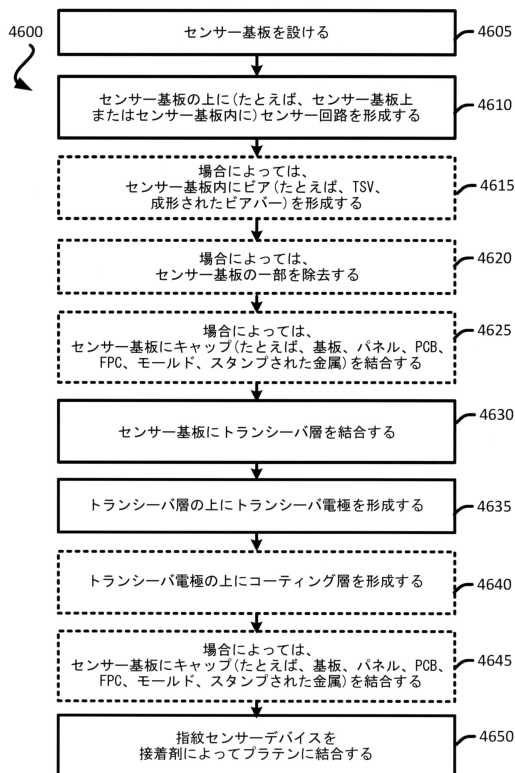 4600
センサー基板を設ける
4605
センサー基板の上に(たとえば、センサー基板上
またはセンサー基板内に)センサー回路を形成する
4610
場合によっては、
センサー基板内にビア(たとえば、TSV、
成形されたビアバー)を形成する
4615
場合によっては、
センサー基板の一部を除去する
4620
場合によっては、
センサー基板にキャップ(たとえば、基板、パネル、PCB、
FPC、モールド、スタンプされた金属)を結合する
4625
センサー基板にトランシーバ層を結合する
4630
トランシーバ層の上にトランシーバ電極を形成する
4635
トランシーバ電極の上にコーティング層を形成する
4640
場合によっては、
センサー基板にキャップ(たとえば、基板、パネル、PCB、
FPC、モールド、スタンプされた金属)を結合する
4645
指紋センサーデバイスを
接着剤によってプラテンに結合する
4650